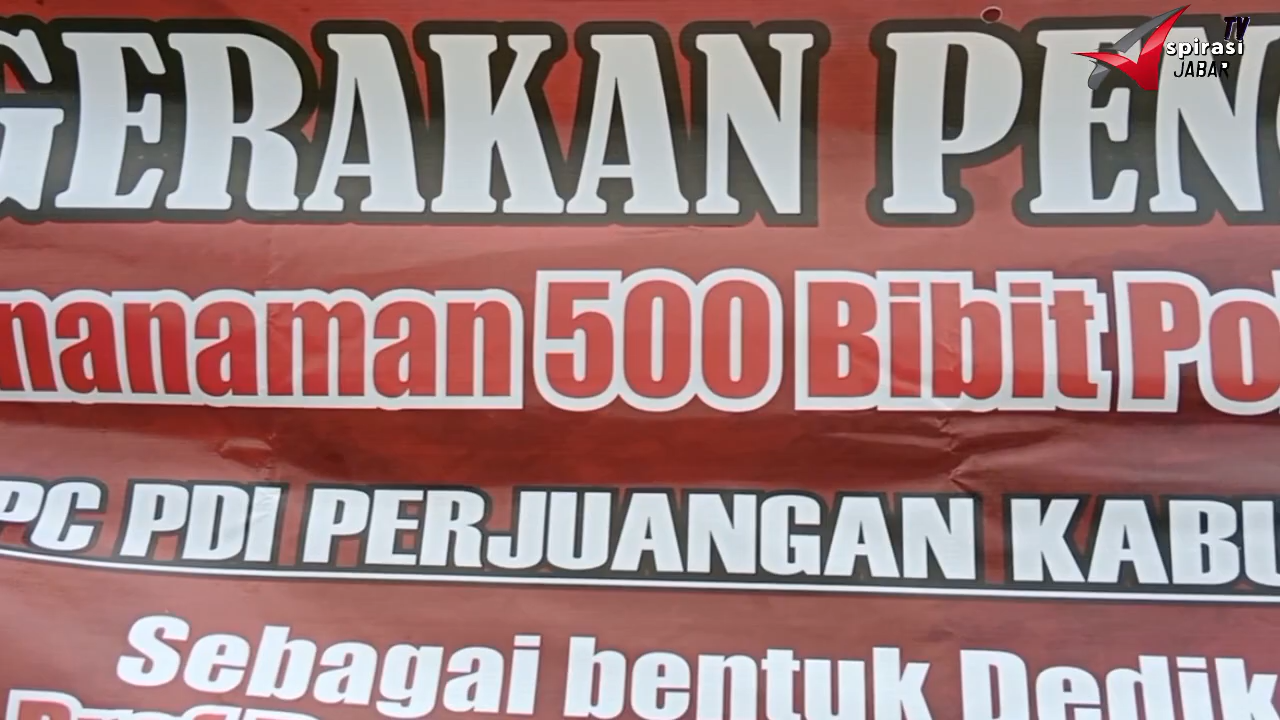 TV
spirasi
JABAR
GERAKAN PEN
nanaman 500 Bibit Po
PC PDI PERJUANGAN KABU
Sebagai bentuk Dedik